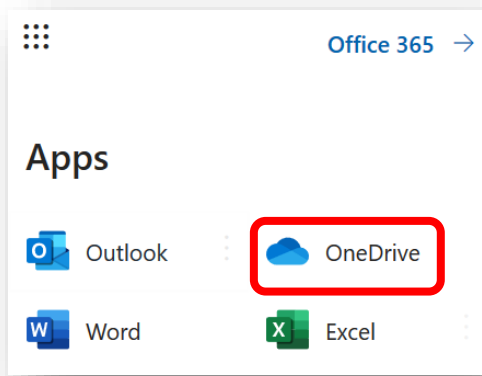 Office 365 →
Apps
Outlook
OneDrive
Word
Excel